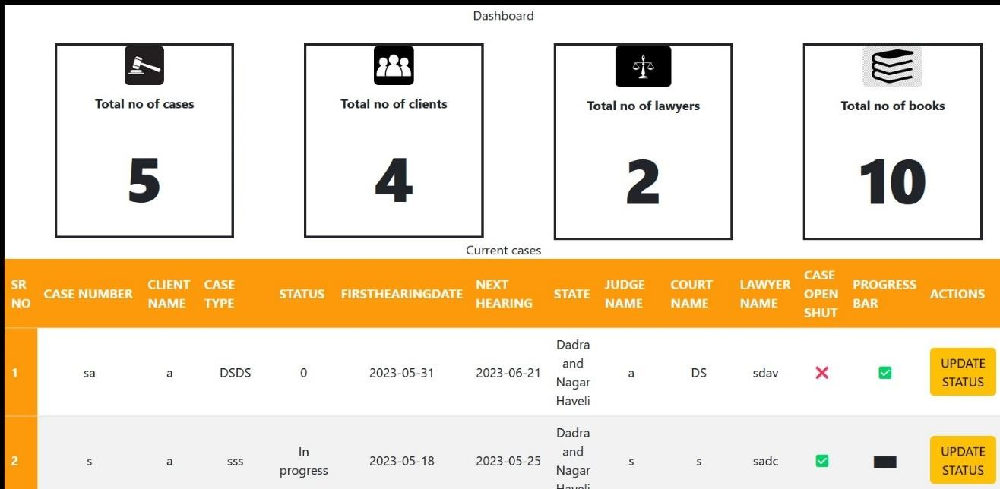 Dashboard
Total no of cases
5
Total no of clients
4
Total no of lawyers
2
Total no of books
10
Current cases
SR NO
CASE NUMBER
CLIENT NAME
CASE TYPE
STATUS
FIRSTHEARINGDATE
NEXT HEARING
STATE
JUDGE NAME
COURT NAME
LAWYER NAME
CASE OPEN SHUT
PROGRESS BAR
ACTIONS
1
sa
a
DSDS
0
2023-05-31
2023-06-21
Dadra
and
Nagar
Haveli
a
DS
sdav
UPDATE
STATUS
2
s
a
sss
In
progress
2023-05-18
2023-05-25
Dadra
and
Nagar
Haveli
s
s
sadc
UPDATE
STATUS